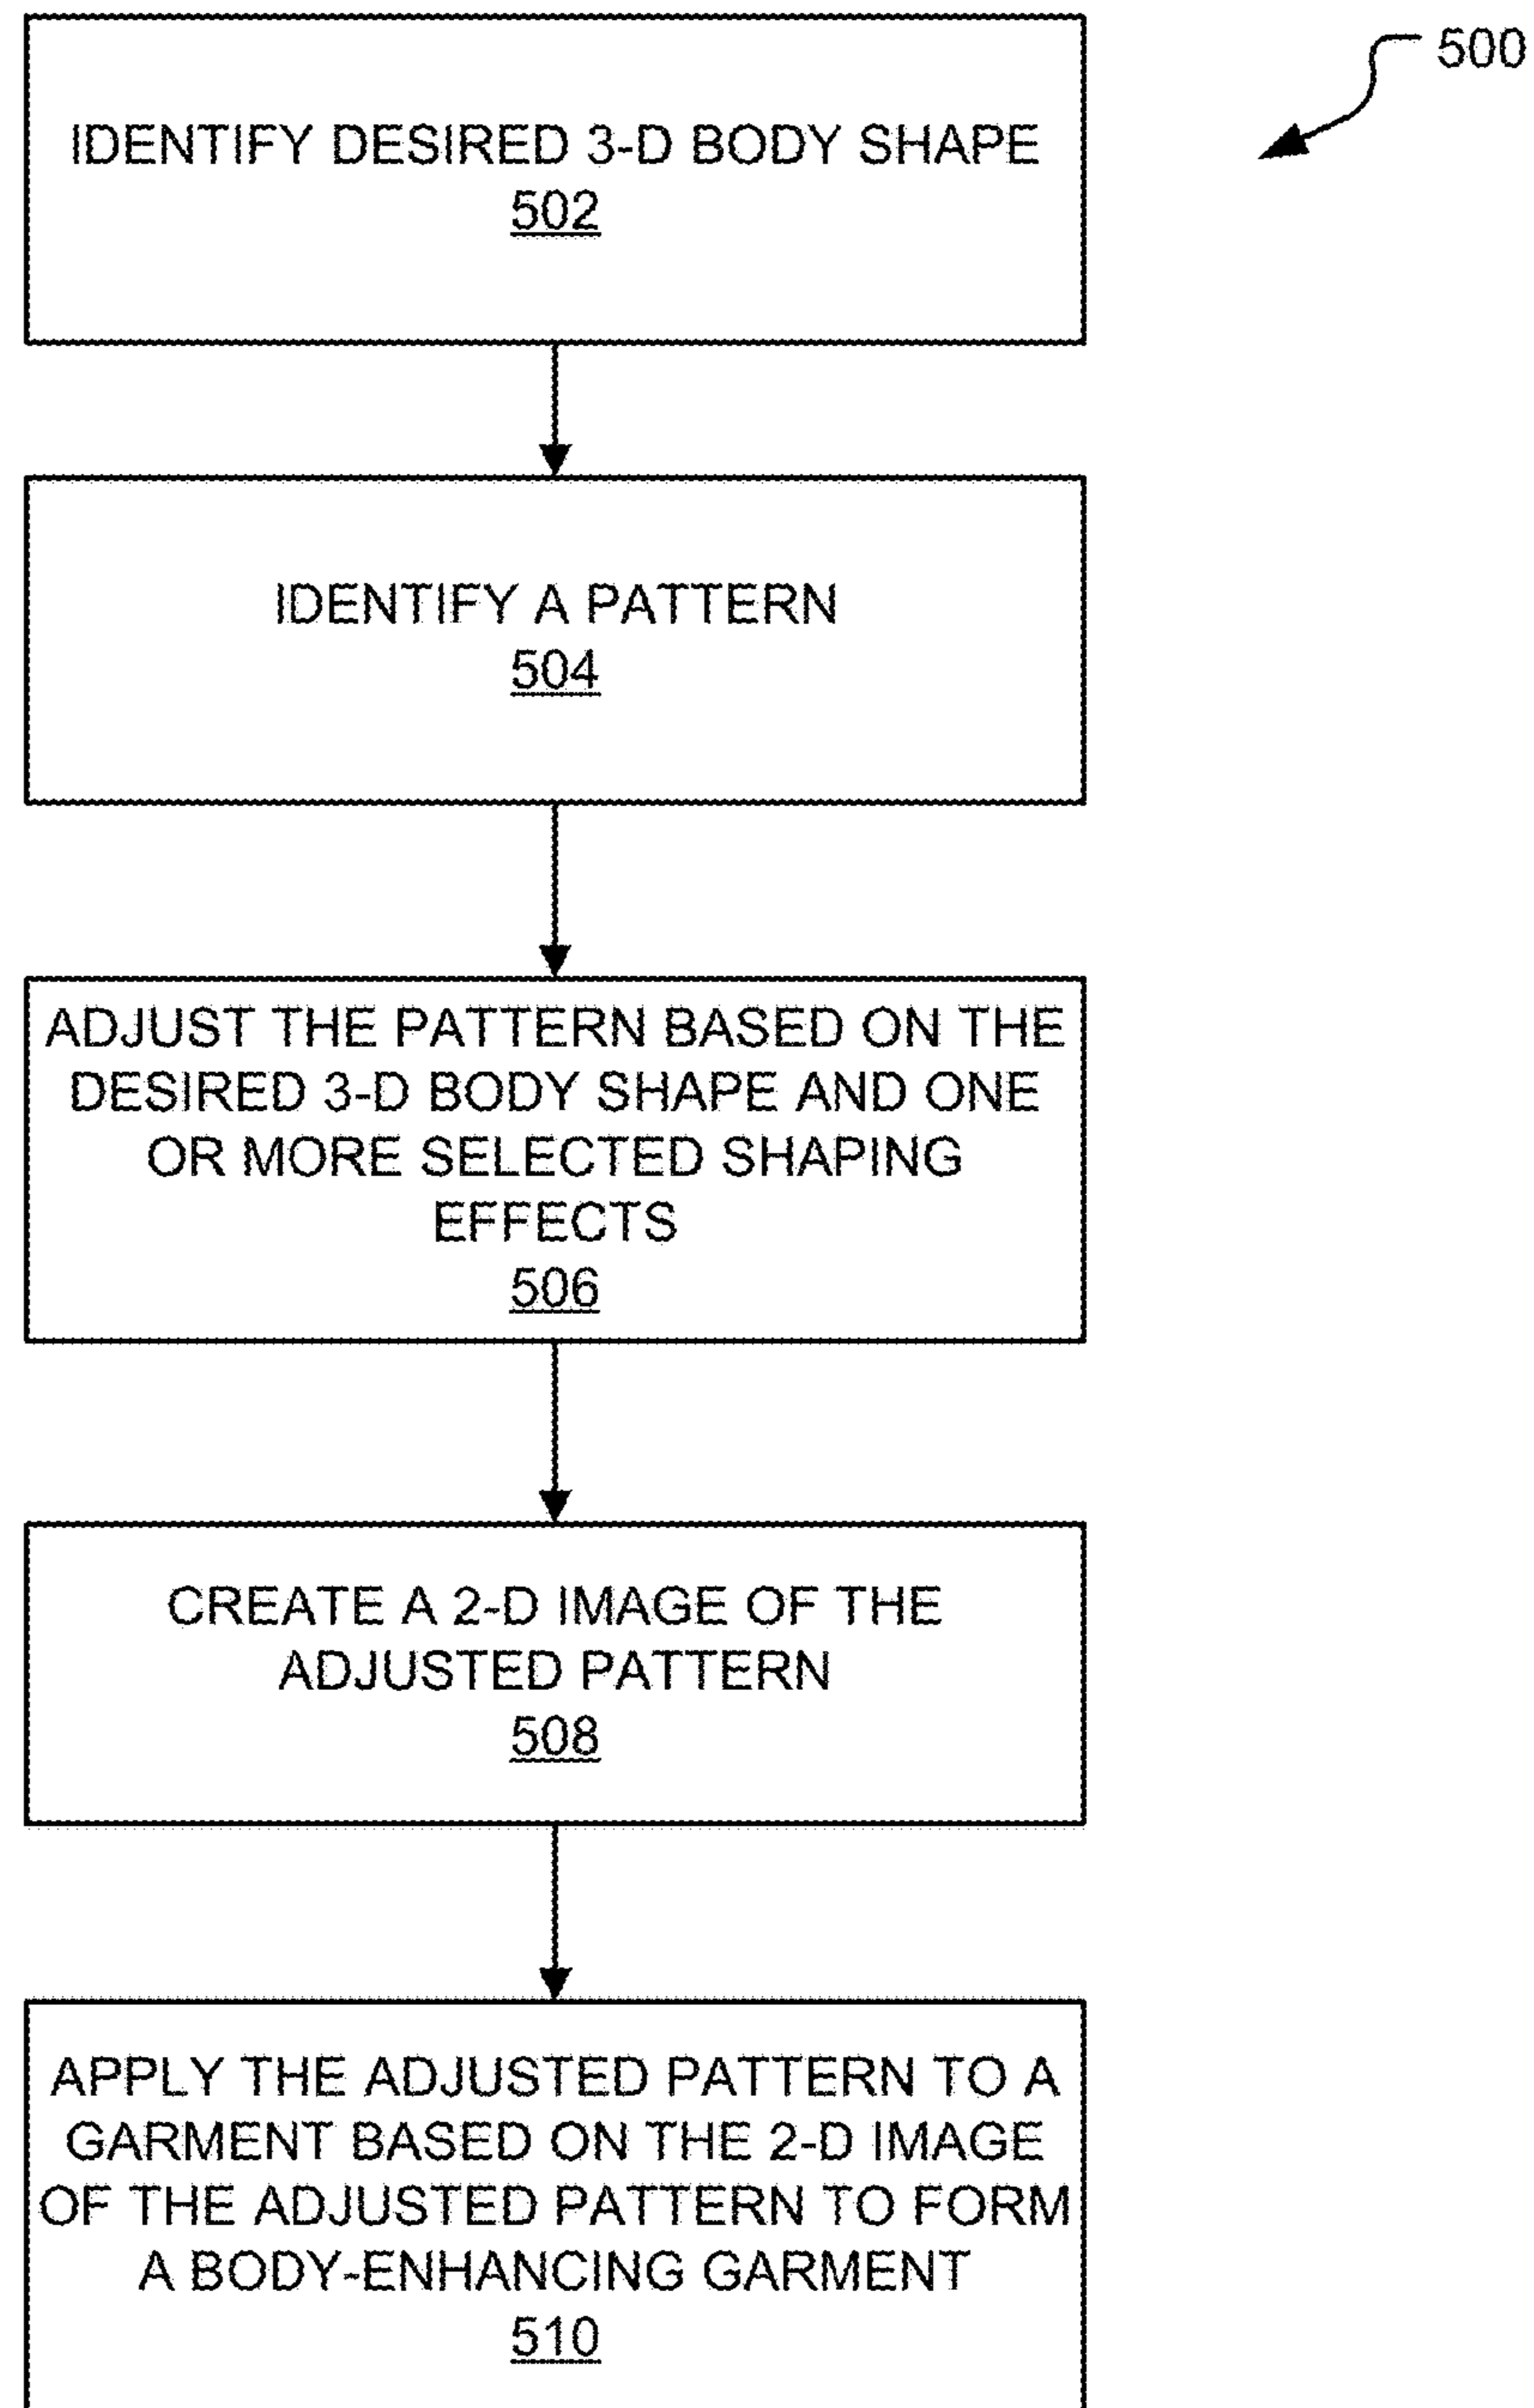 500
IDENTIFY DESIRED 3-D BODY SHAPE
502
IDENTIFY A PATTERN
504
ADJUST THE PATTERN BASED ON THE
DESIRED 3-D BODY SHAPE AND ONE
OR MORE SELECTED SHAPING
EFFECTS
506
CREATE A 2-D IMAGE OF THE
ADJUSTED PATTERN
508
APPLY THE ADJUSTED PATTERN TO A
GARMENT BASED ON THE 2-D IMAGE
OF THE ADJUSTED PATTERN TO FORM
A BODY-ENHANCING GARMENT
510